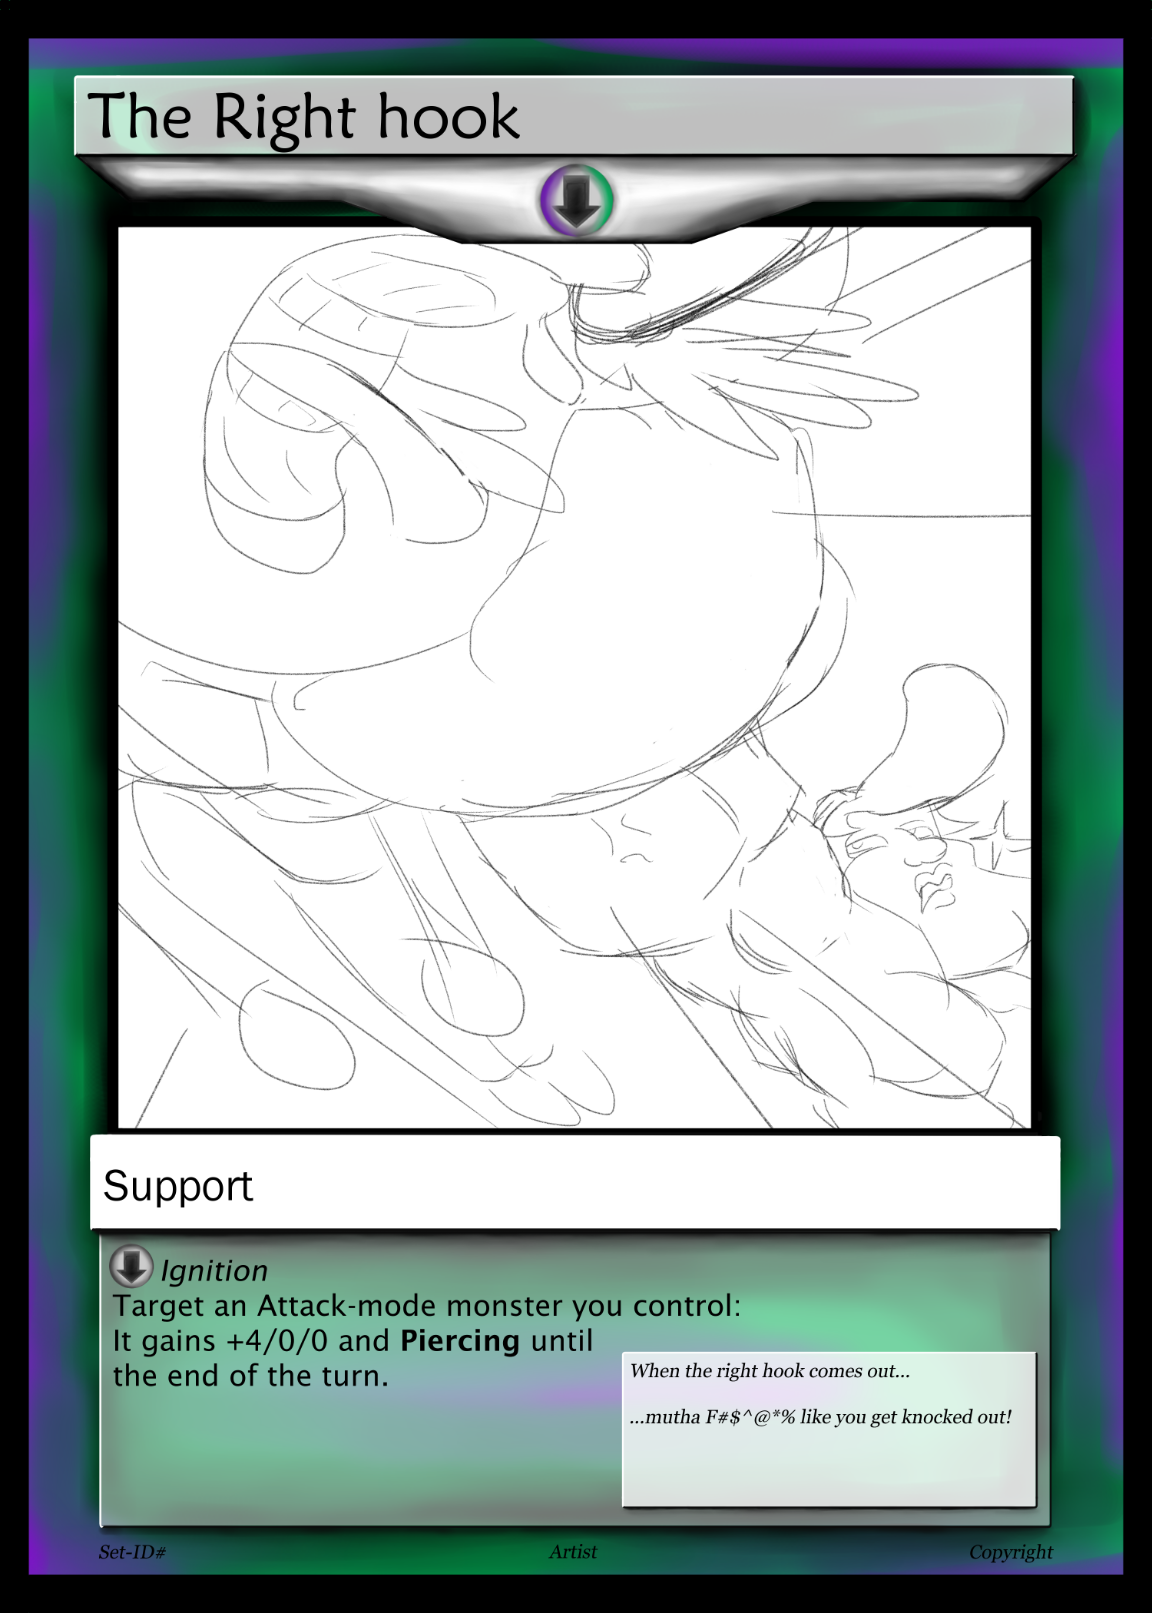 The Right hook
Support
Ignition
Target an Attack-mode monster you control:
It gains +4/0/0 and Piercing until
the end of the turn.
When the right hook comes out...
...mutha F#$^@*% like you get knocked out!
Set-ID#
Artist
Copyright